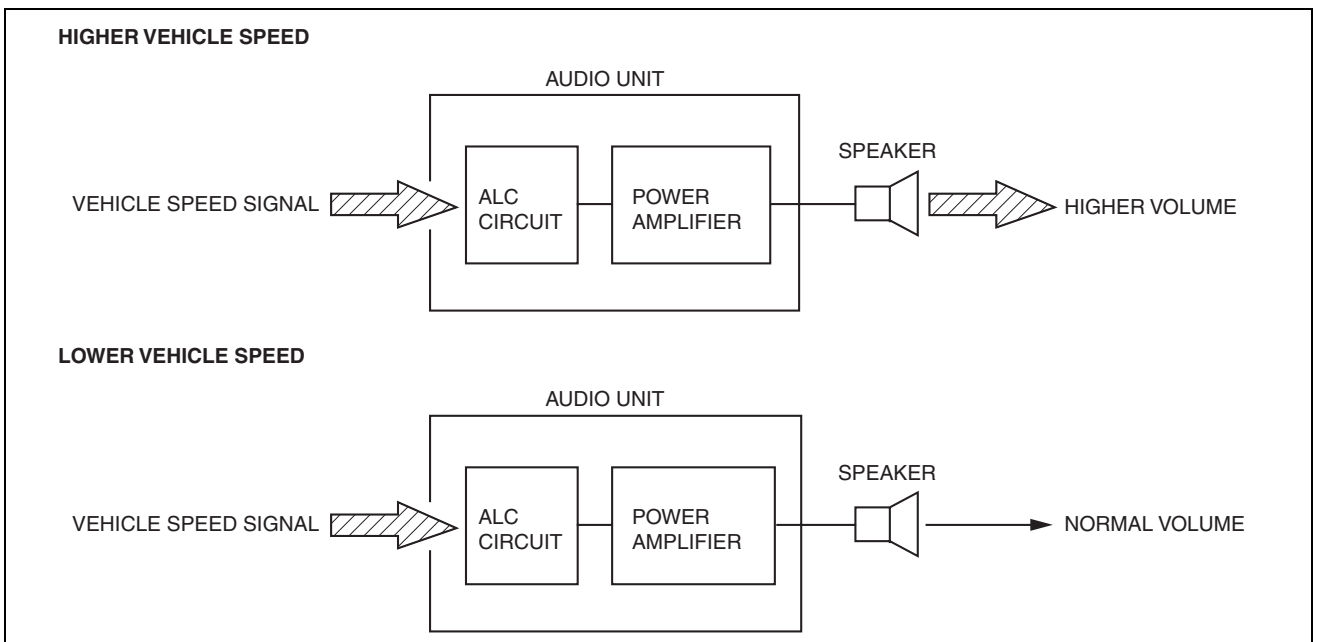 HIGHER VEHICLE SPEED
AUDIO UNIT
SPEAKER
VEHICLE SPEED SIGNAL
ALC
CIRCUIT
POWER
AMPLIFIER
HIGHER VOLUME
LOWER VEHICLE SPEED
AUDIO UNIT
SPEAKER
VEHICLE SPEED SIGNAL
ALC
CIRCUIT
POWER
AMPLIFIER
NORMAL VOLUME